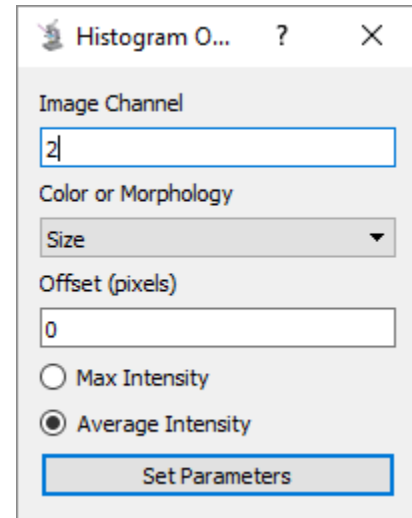 Histogram O... ?
Image Channel
2
Color or Morphology
Size
Offset (pixels)
0
Max Intensity
Average Intensity
Set Parameters